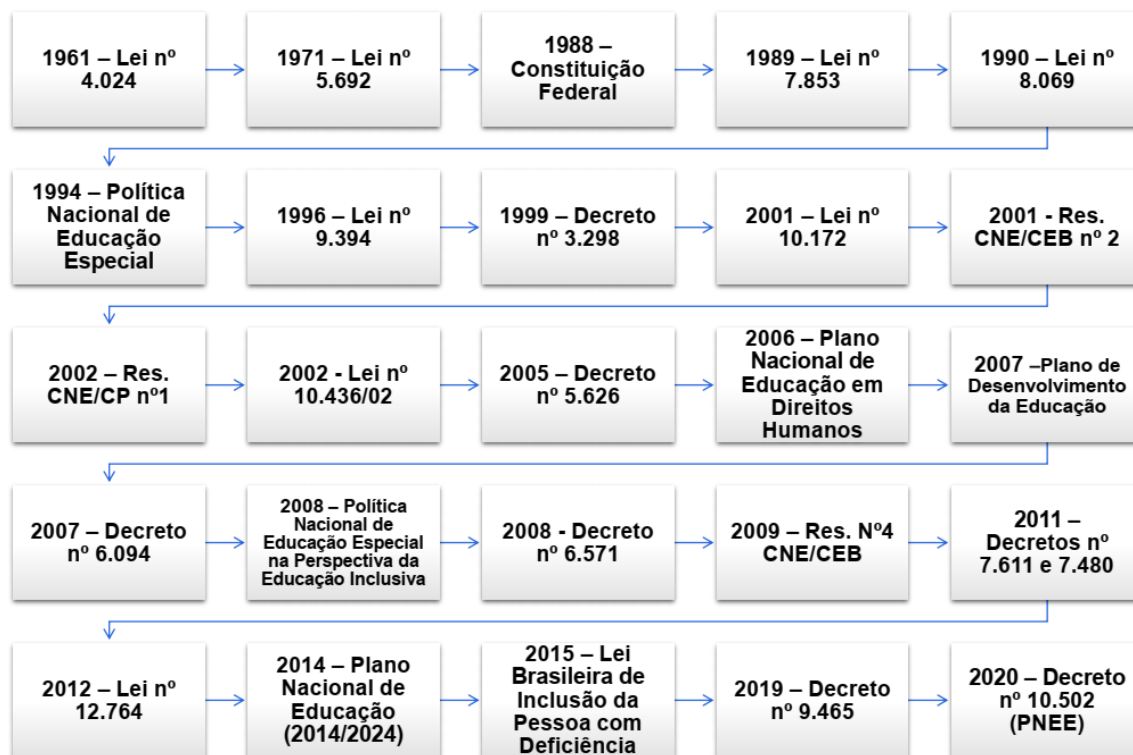 1961 – Lei nº
4.024
1971 – Lei nº
5.692
1988 –
Constituição
Federal
1989 – Lei nº
7.853
1990 – Lei nº
8.069
1994 – Política
Nacional de
Educação
Especial
1996 – Lei nº
9.394
1999 – Decreto
nº 3.298
2001 – Lei nº
10.172
2001 - Res.
CNE/CEB nº 2
2002 – Res.
CNE/CP nº1
2002 - Lei nº
10.436/02
2005 – Decreto
nº 5.626
2006 – Plano
Nacional de
Educação em
Direitos
Humanos
2007 –Plano de
Desenvolvimento
da Educação
2007 – Decreto
nº 6.094
2008 – Política
Nacional de
Educação Especial
na Perspectiva da
Educação Inclusiva
2008 - Decreto
nº 6.571
2009 – Res. Nº4
CNE/CEB
2011 –
Decretos nº
7.611 e 7.480
2012 – Lei nº
12.764
2014 – Plano
Nacional de
Educação
(2014/2024)
2015 – Lei
Brasileira de
Inclusão da
Pessoa com
Deficiência
2019 – Decreto
nº 9.465
2020 – Decreto
nº 10.502
(PNEE)